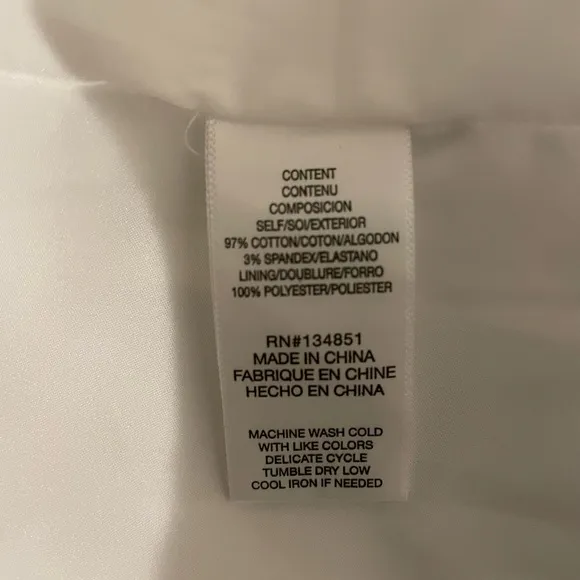 CONTENT
CONTENU
COMPOSICION
SELF/SOI/EXTERIOR
97% COTTON/COTON/ALGODON
3% SPANDEX/ELASTANO
LINING/DOUBLURE/FORRO
100% POLYESTER/POLIESTER
RN#134851
MADE IN CHINA
FABRIQUE EN CHINE
HECHO EN CHINA
MACHINE WASH COLD
WITH LIKE COLORS
DELICATE CYCLE
TUMBLE DRY LOW
COOL IRON IF NEEDED